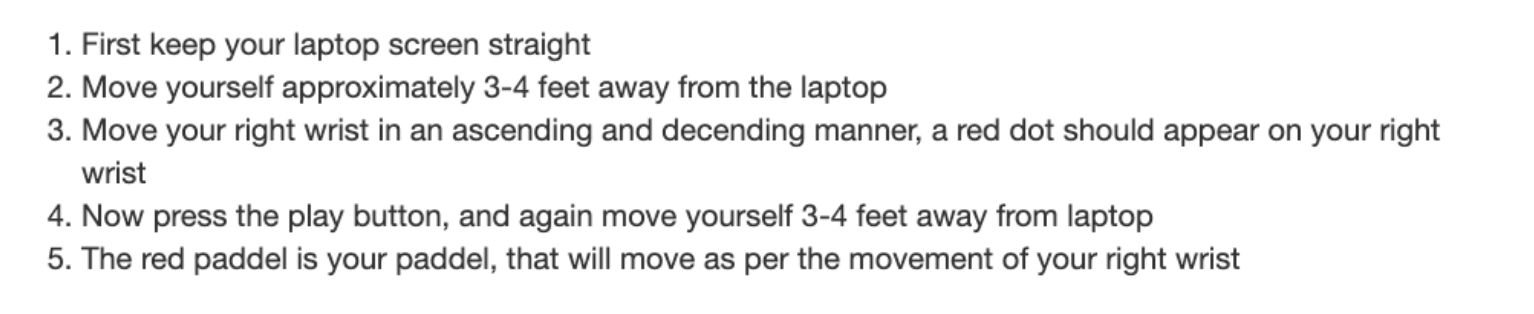 1. First keep your laptop screen straight
2. Move yourself approximately 3-4 feet away from the laptop
3. Move your right wrist in an ascending and decending manner, a red dot should appear on your right
wrist
4. Now press the play button, and again move yourself 3-4 feet away from laptop
5. The red paddel is your paddel, that will move as per the movement of your right wrist